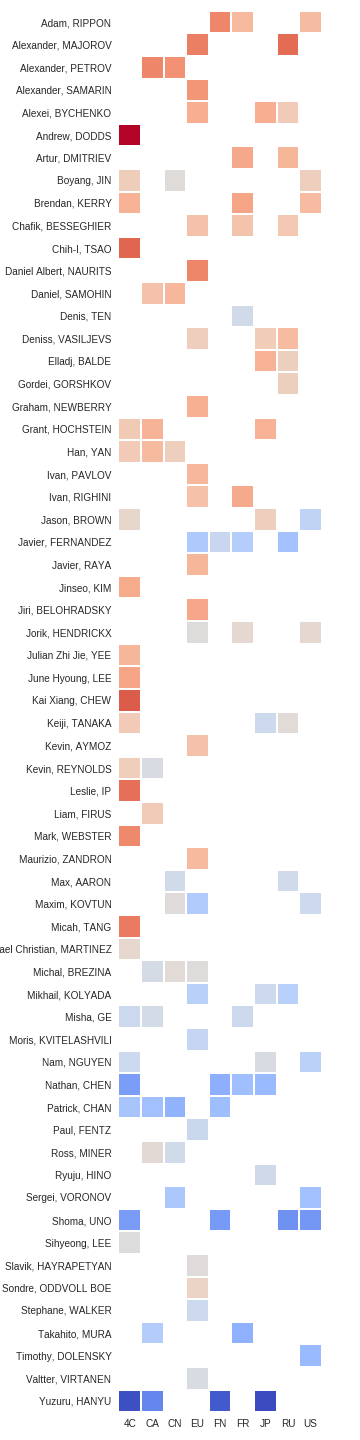 Adam, RIPPON
Alexander, MAJOROV
Alexander, PETROV
Alexander, SAMARIN
Alexei, BYCHENKO
Andrew, DODDS
Artur, DMITRIEV
Boyang, JIN
Brendan, KERRY
Chafik, BESSEGHIER
Chih-I, TSAO
Daniel Albert, NAURITS
Daniel, SAMOHIN
Denis, TEN
Deniss, VASILJEVS
Elladj, BALDE
Gordei, GORSHKOV
Graham, NEWBERRY
Grant, HOCHSTEIN
Han, YAN
Ivan, PAVLOV
Ivan, RIGHINI
Jason, BROWN
Javier, FERNANDEZ
Javier, RAYA
Jinseo, KIM
Jiri, BELOHRADSKY
Jorik, HENDRICKX
Julian Zhi Jie, YEE
June Hyoung, LEE
Kai Xiang, CHEW
Keiji, TANAKA
Kevin, AYMOZ
Kevin, REYNOLDS
Leslie, IP
Liam, FIRUS
Mark, WEBSTER
Maurizio, ZANDRON
Max, AARON
Maxim, KOVTUN
Micah, TANG
ael Christian, MARTINEZ
Michal, BREZINA
Mikhail, KOLYADA
Misha, GE
Moris, KVITELASHVILI
Nam, NGUYEN
Nathan, CHEN
Patrick, CHAN
Paul, FENTZ
Ross, MINER
Ryuju, HINO
Sergei, VORONOV
Shoma, UNO
Sihyeong, LEE
Slavik, HAYRAPETYAN
Sondre, ODDVOLL BOE
Stephane, WALKER
Takahito, MURA
Timothy, DOLENSKY
Valtter, VIRTANEN
Yuzuru, HANYU
4C CA CN EU FN FR JP RU US